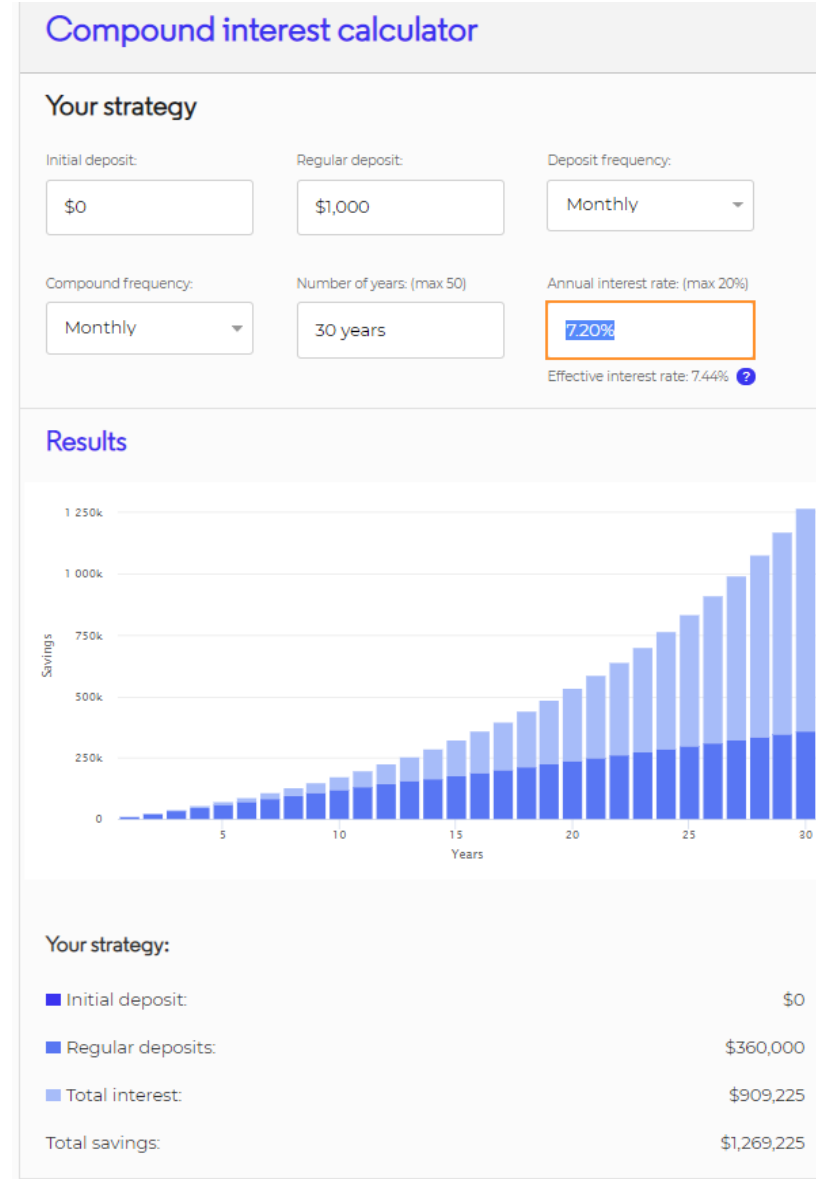 Compound interest calculator
Your strategy
Initial deposit: Regular deposit: Deposit frequency:
$0 $1,000 Monthly
Compound frequency: Number of years: (max 50) Annual interest rate: (max 20%)
Monthly 30 years 7.20%
Effective interest rate: 7.44% ?
Results
1 250k
1 000k
750k
500k
250k
0
Savings
5 10 15 20 25 30
Years
Your strategy:
Initial deposit: $0
Regular deposits: $360,000
Total interest: $909,225
Total savings: $1,269,225